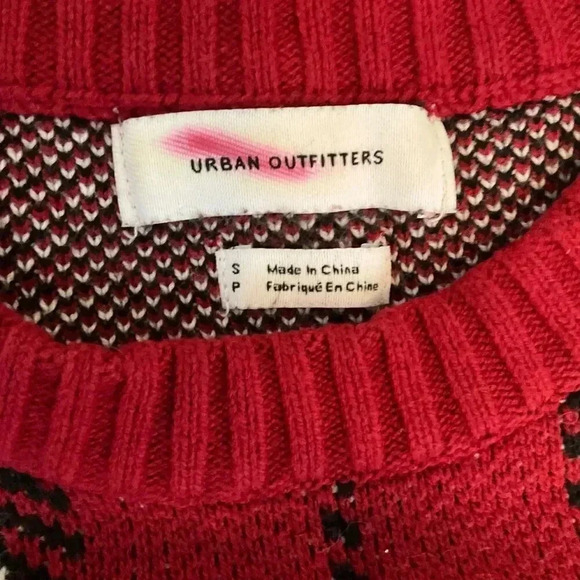 URBAN OUTFITTERS
S Made In China
P Fabriqué En Chine